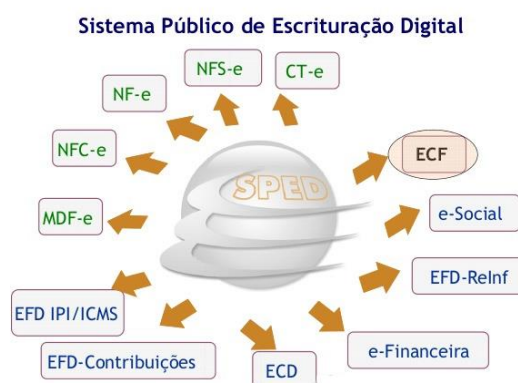 Sistema Público de Escrituração Digital
NFS-e
CT-e
NF-e
NFC-e
ECF
SPED
MDF-e
e-Social
EFD-ReInf
EFD IPI/ICMS
e-Financeira
EFD-Contribuições
ECD